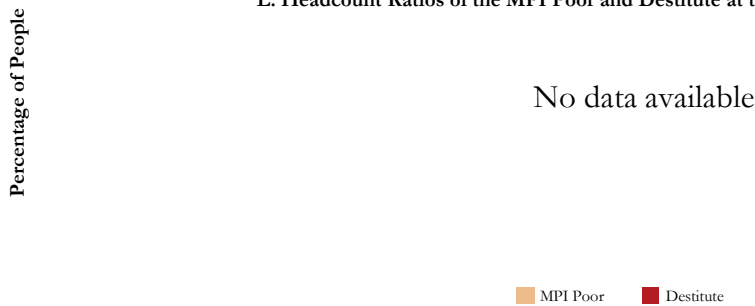 E. Headcount Ratios of the MPI Poor and Destitute at t
Percentage of People
No data available
MPI Poor
Destitute